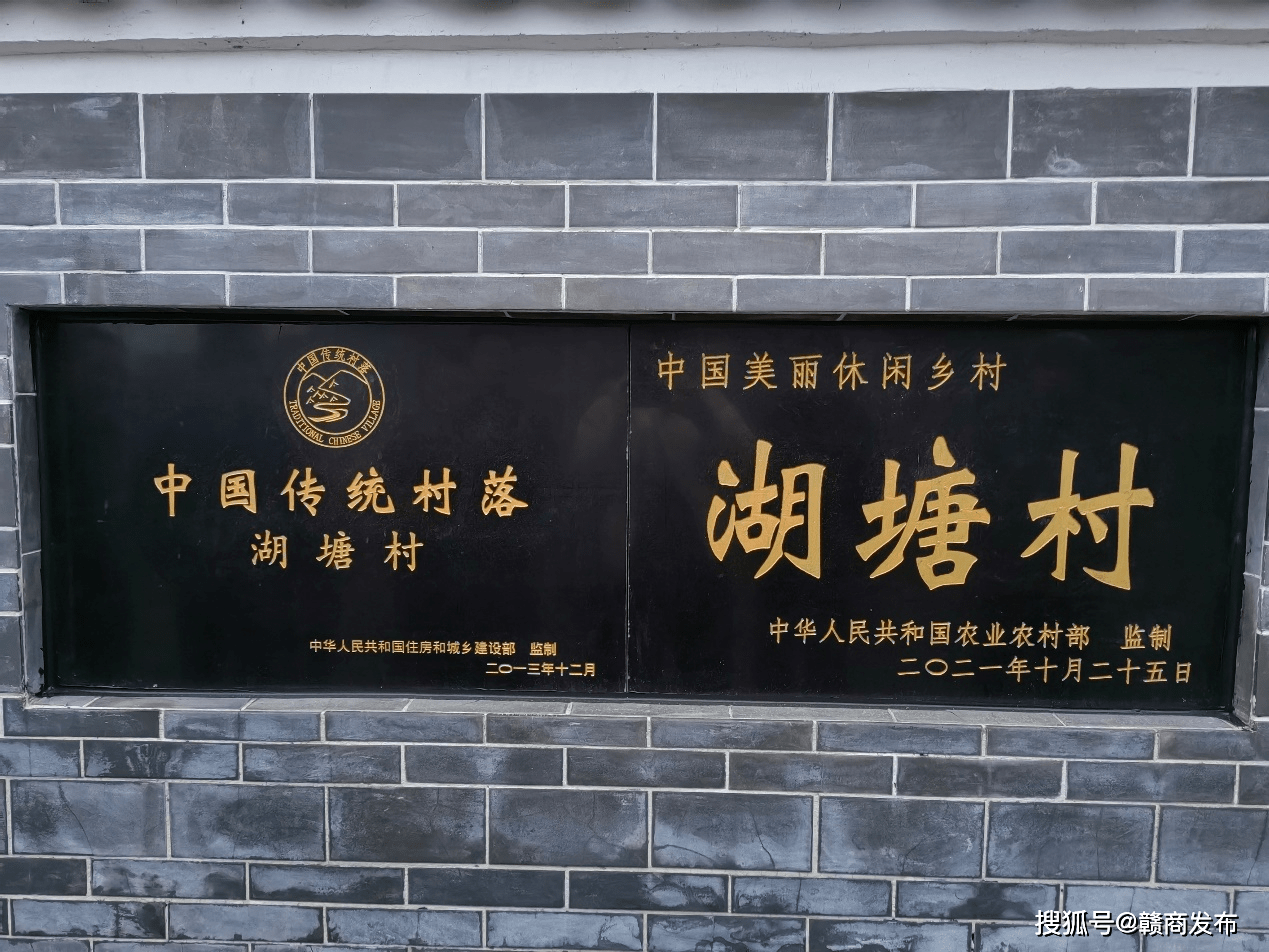 中国传统村落
TRADITIONAL CHINESE VILLAGE
中国传统村落
湖塘村
中华人民共和国住房和城乡建设部 监制
二〇一三年十二月
中国美丽休闲乡村
湖塘村
中华人民共和国农业农村部 监制
二〇二一年十月二十五日
搜狐号@赣商发布